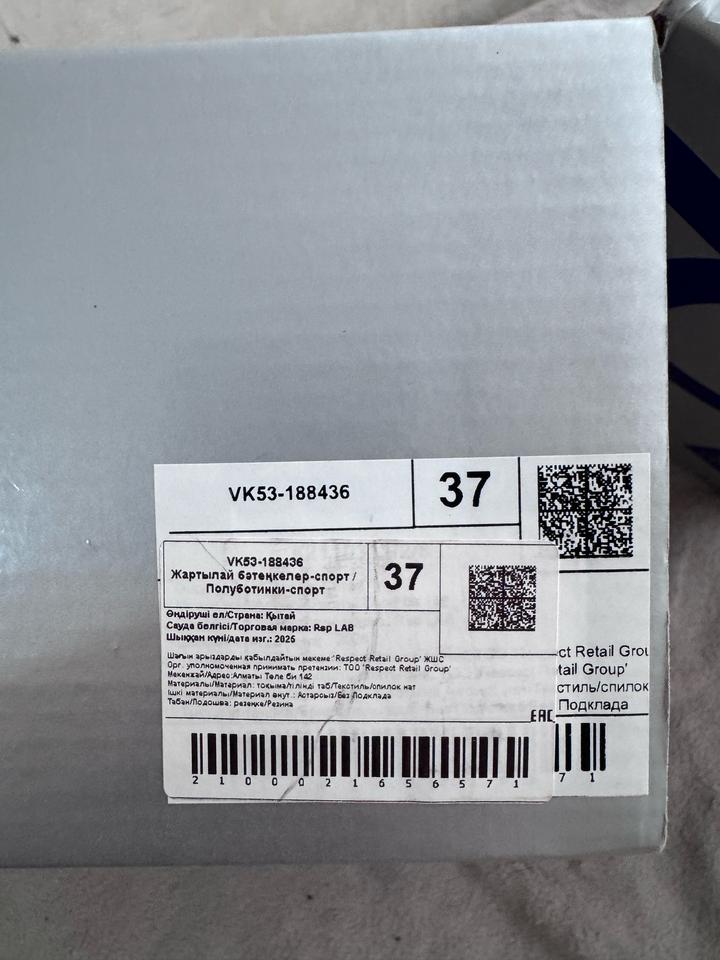 VK53-188436
37
VK53-188436
Жартылай бәтеңкелер-спорт /
Полуботинки-спорт
37
Өндіруші ел/Страна: Қытай
Сауда белгісі/Торговая марка: Rsp LAB
Шыққан күні/дата изг.: 2025
Шағын арыздарды қабылдайтын мекеме 'Respect Retail Group' ЖШС
Орг. уполномоченная принимать претензии: ТОО 'Respect Retail Group'
Мекенжай/Адрес:Алматы Төле би 142
Материалы/Материал: тоқыма/тілінді таб/Текстиль/спилок нат
Ішкі материалы/Материал внут.: Астарсыз/Без Подклада
Табан/Подошва: резеңке/Резина
ct Retail Grou
tail Group'
стиль/спилок
Подклада
EAC
2100021656571
71